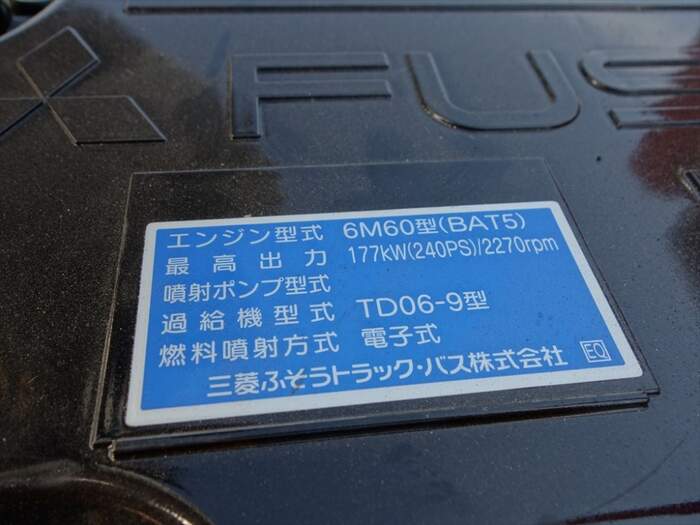 FUS
エンジン型式 6M60型(BAT5)
最高出力 177kW(240PS)/2270rpm
噴射ポンプ型式
過給機型式 TD06-9型
燃料噴射方式 電子式
三菱ふそうトラック・バス株式会社 EQ